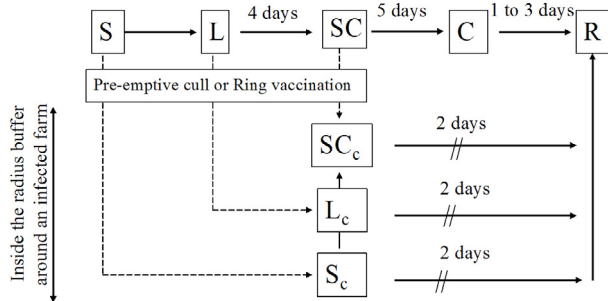 4 days
5 days
1 to 3 days
S
L
SC
C
R
Pre-emptive cull or Ring vaccination
Inside the radius buffer
around an infected farm
SCc
2 days
Lc
2 days
Sc
2 days